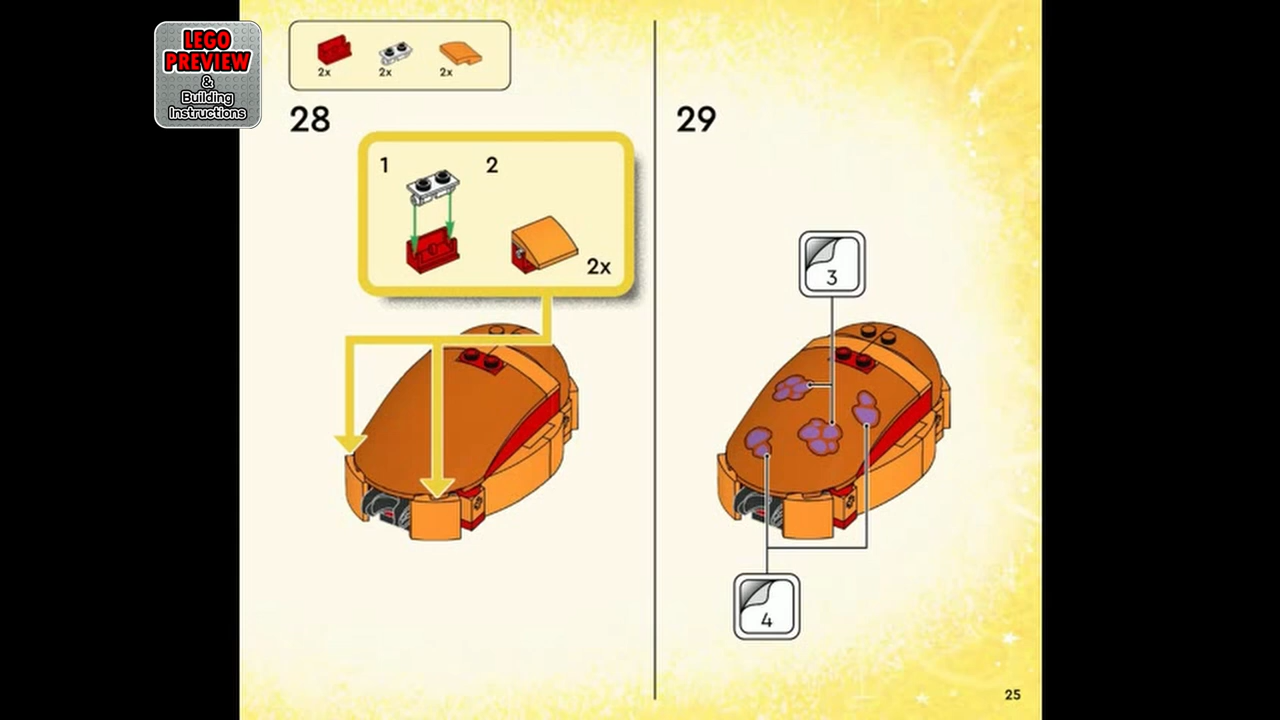 LEGO
PREVIEW
&
Building
Instructions
2x
2x
2x
28
1
2
2x
29
3
4
25